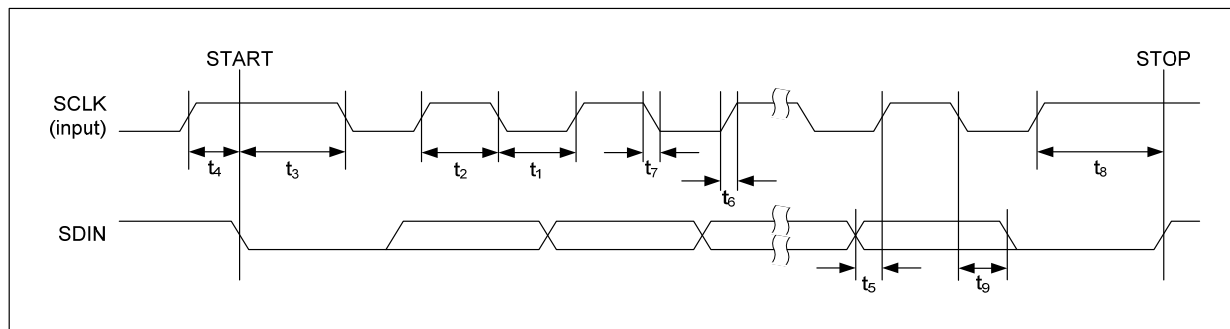 START STOP
SCLK
(input)
t4 t3 t2 t1 t7 t6 t8
SDIN
t5 t9